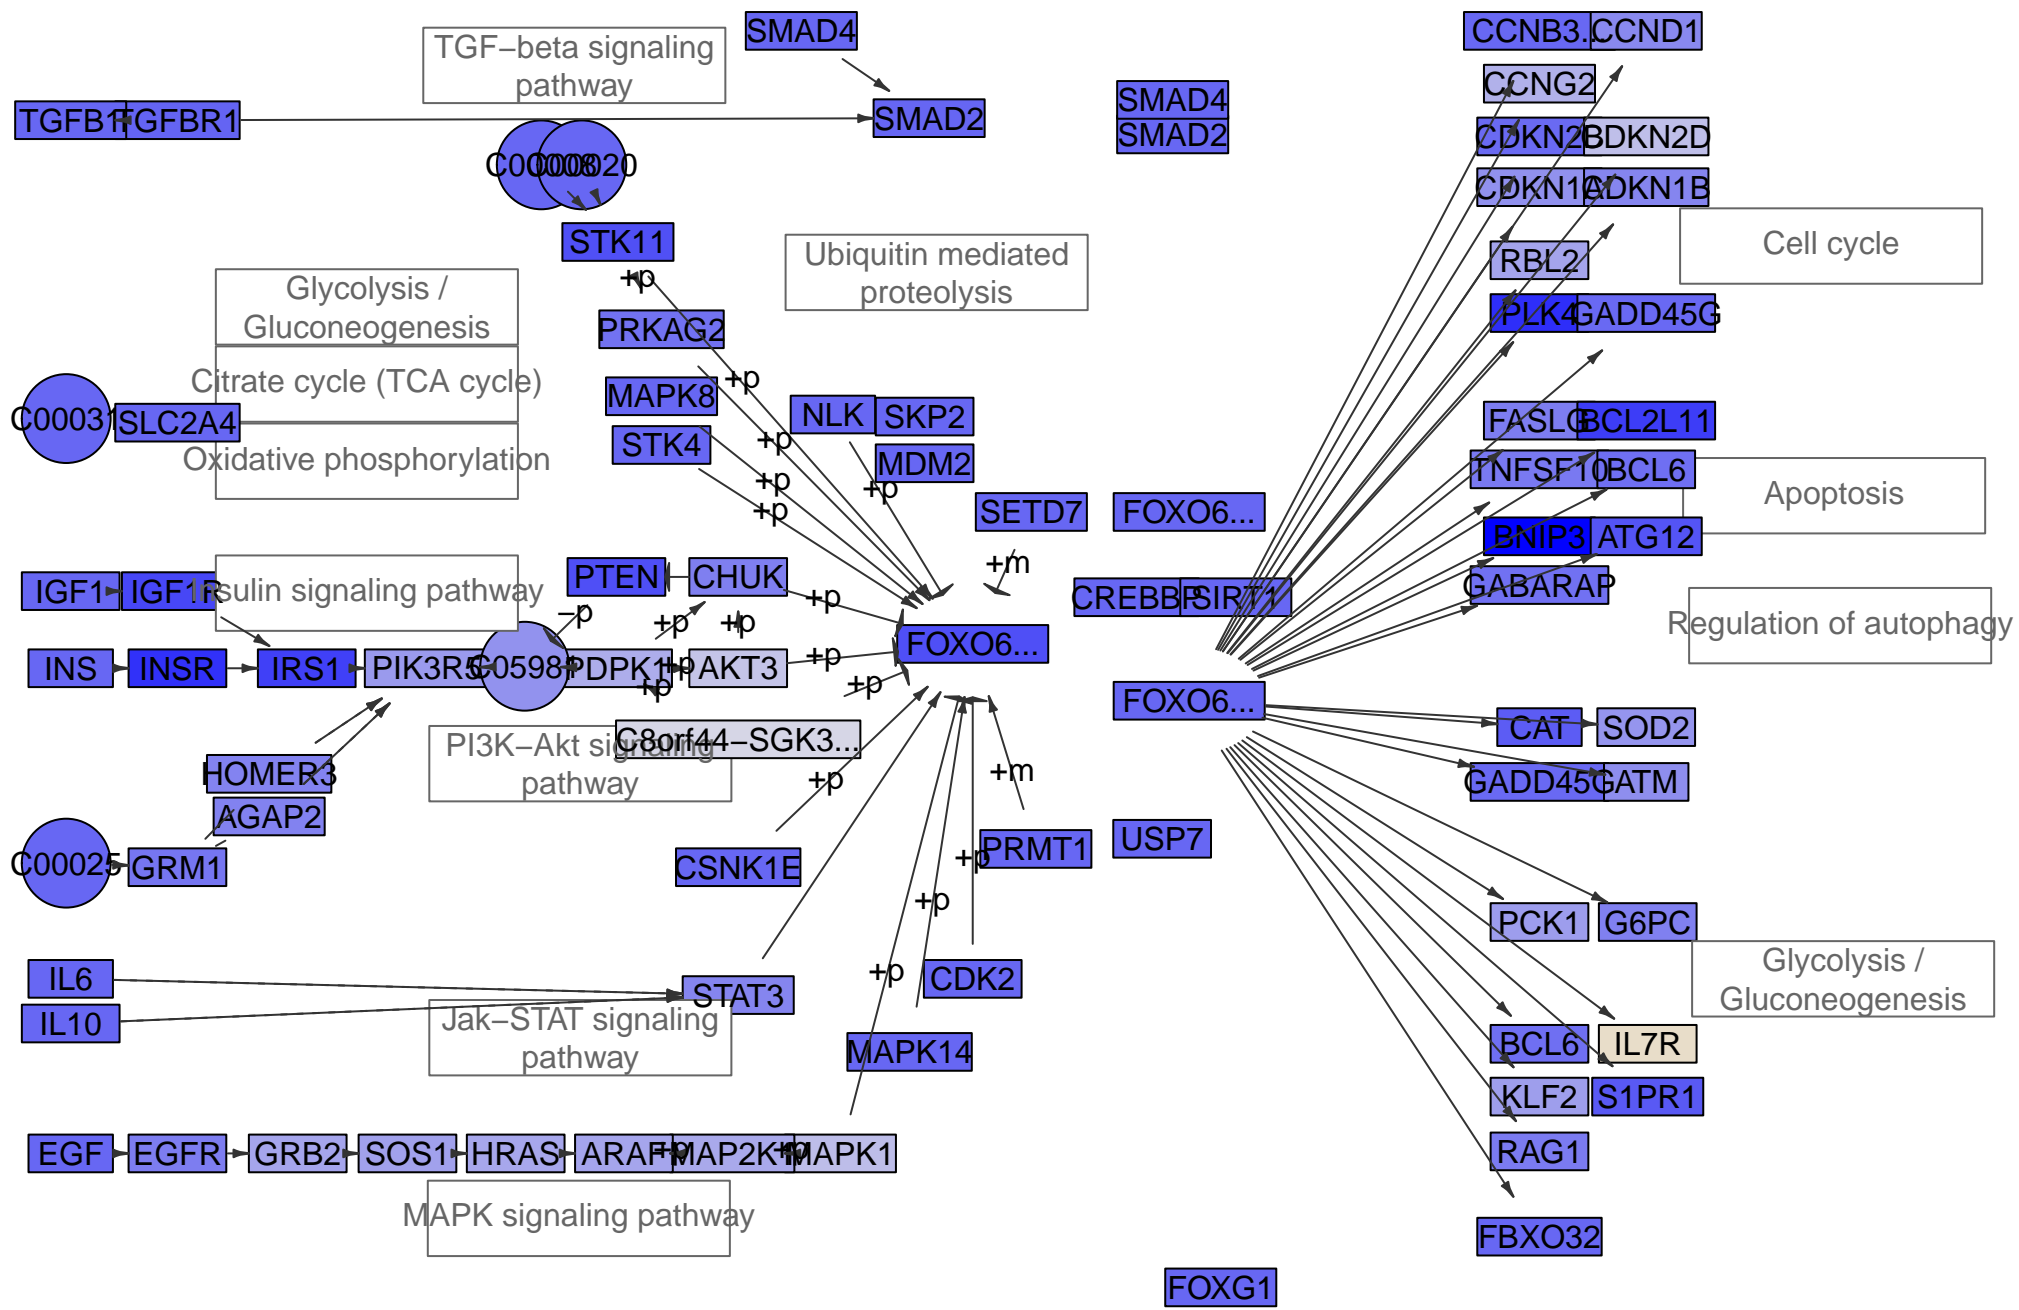 SMAD4
CCNB3...
CCND1
TGF−beta signaling
pathway
CCNG2
SMAD4
TGFB1
TGFBR1
SMAD2
SMAD2
CDKN2B
CDKN2D
C00020
CDKN1A
CDKN1B
STK11
Ubiquitin mediated
proteolysis
Cell cycle
RBL2
+p
Glycolysis /
Gluconeogenesis
PRKAG2
PLK4
GADD45G
Citrate cycle (TCA cycle)
+p
MAPK8
NLK
SKP2
C00031
SLC2A4
FASLG
BCL2L11
STK4
+p
Oxidative phosphorylation
MDM2
TNFSF10
BCL6
+p
+p
Apoptosis
+p
SETD7
FOXO6...
BNIP3
ATG12
+m
IGF1
IGF1R
Insulin signaling pathway
PTEN
CHUK
GABARAP
+p
CREBBP
SIRT1
−p
+p
+p
Regulation of autophagy
FOXO6...
INS
INSR
IRS1
PIK3R5
C05981
PDPK1
+p
AKT3
+p
+p
+p
FOXO6...
PI3K−Akt signaling
pathway
C8orf44−SGK3...
CAT
SOD2
HOMER3
+p
+m
GADD45G
GATM
AGAP2
C00025
GRM1
CSNK1E
+p
PRMT1
USP7
+p
PCK1
G6PC
IL6
+p
CDK2
STAT3
Glycolysis /
Gluconeogenesis
IL10
Jak−STAT signaling
pathway
MAPK14
BCL6
IL7R
KLF2
S1PR1
EGF
EGFR
GRB2
SOS1
HRAS
ARAF
+p
MAP2K1
+p
MAPK1
RAG1
MAPK signaling pathway
FBXO32
FOXG1